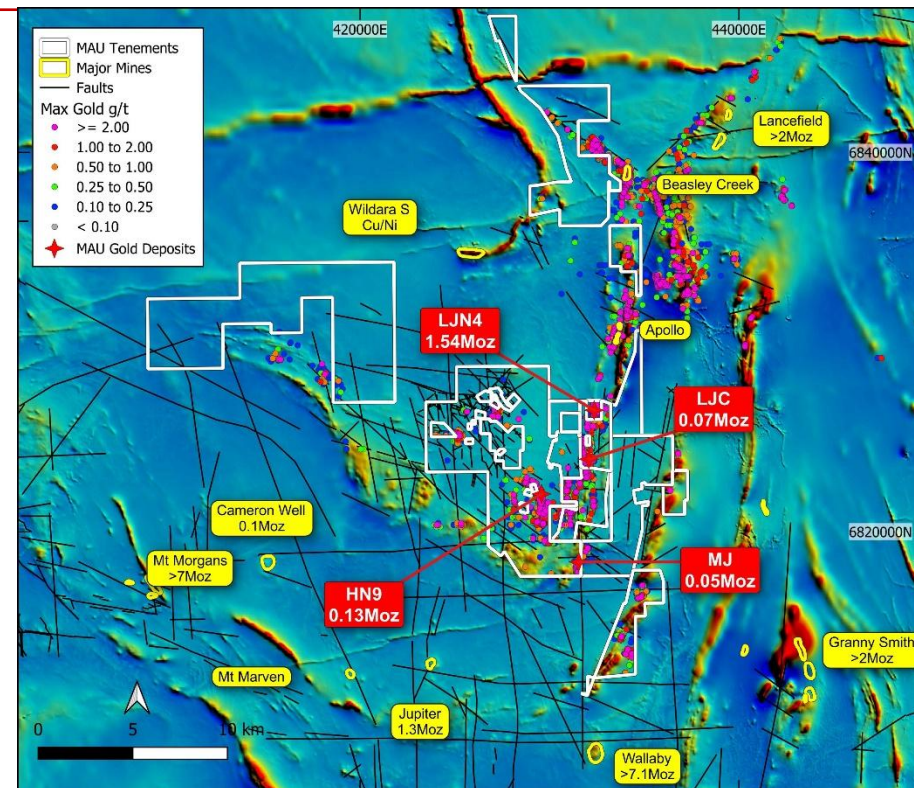 MAU Tenements
Major Mines
Faults
Max Gold g/t
>= 2.00
1.00 to 2.00
0.50 to 1.00
0.25 to 0.50
0.10 to 0.25
< 0.10
MAU Gold Deposits
420000E
440000E
Lancefield
>2Moz
6840000N
Beasley Creek
Wildara S
Cu/Ni
LJN4
1.54Moz
Apollo
LJC
0.07Moz
Cameron Well
0.1Moz
6820000N
Mt Morgans
>7Moz
MJ
0.05Moz
HN9
0.13Moz
Granny Smith
>2Moz
Mt Marven
Jupiter
1.3Moz
0 5 10 km
Wallaby
>7.1Moz